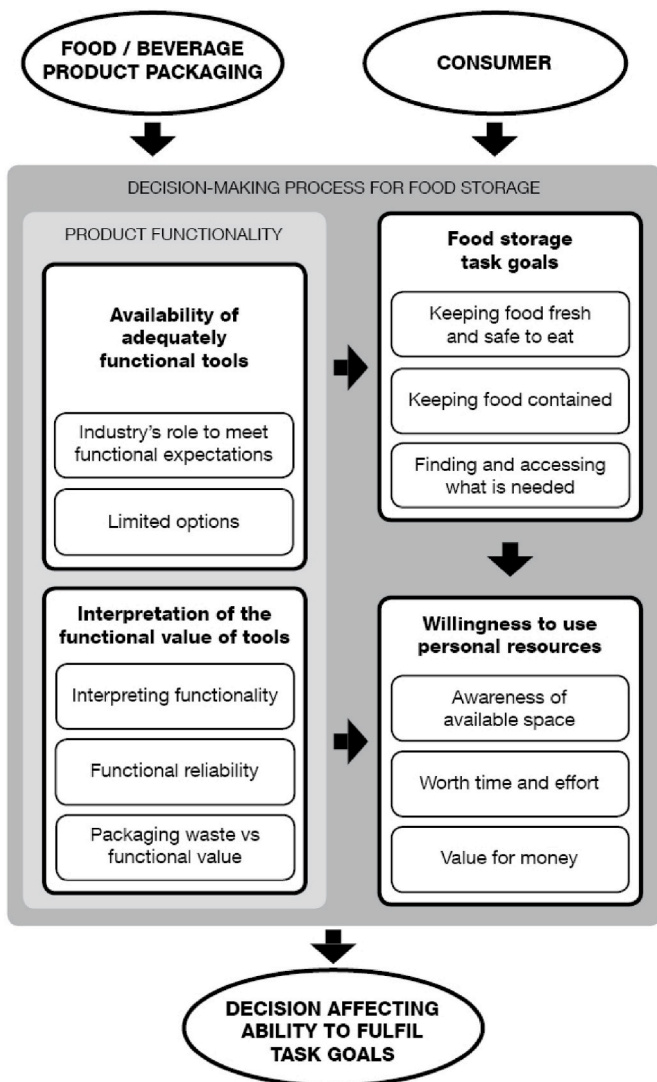 FOOD / BEVERAGE
PRODUCT PACKAGING
CONSUMER
DECISION-MAKING PROCESS FOR FOOD STORAGE
PRODUCT FUNCTIONALITY
Availability of
adequately
functional tools
Industry's role to meet
functional expectations
Limited options
Interpretation of the
functional value of tools
Interpreting functionality
Functional reliability
Packaging waste vs
functional value
Food storage
task goals
Keeping food fresh
and safe to eat
Keeping food contained
Finding and accessing
what is needed
Willingness to use
personal resources
Awareness of
available space
Worth time and effort
Value for money
DECISION AFFECTING
ABILITY TO FULFIL
TASK GOALS